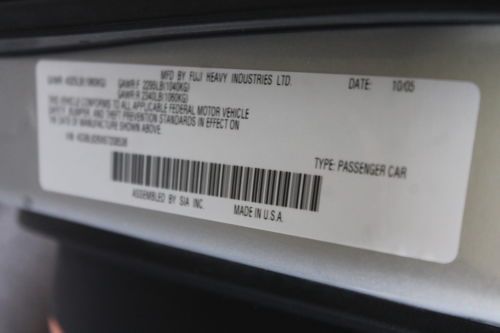 MFD BY: FUJI HEAVY INDUSTRIES LTD. DATE: 10/05
GAWR F: 2295LB(1040KG)
GAWR R: 2340LB(1060KG)
CONFORMS TO ALL APPLICABLE FEDERAL MOTOR VEHICLE
SAFETY, BUMPER, AND THEFT PREVENTION STANDARDS IN EFFECT ON
THE DATE OF MANUFACTURE SHOWN ABOVE.
TYPE: PASSENGER CAR
ASSEMBLED BY SIA INC. MADE IN U.S.A.